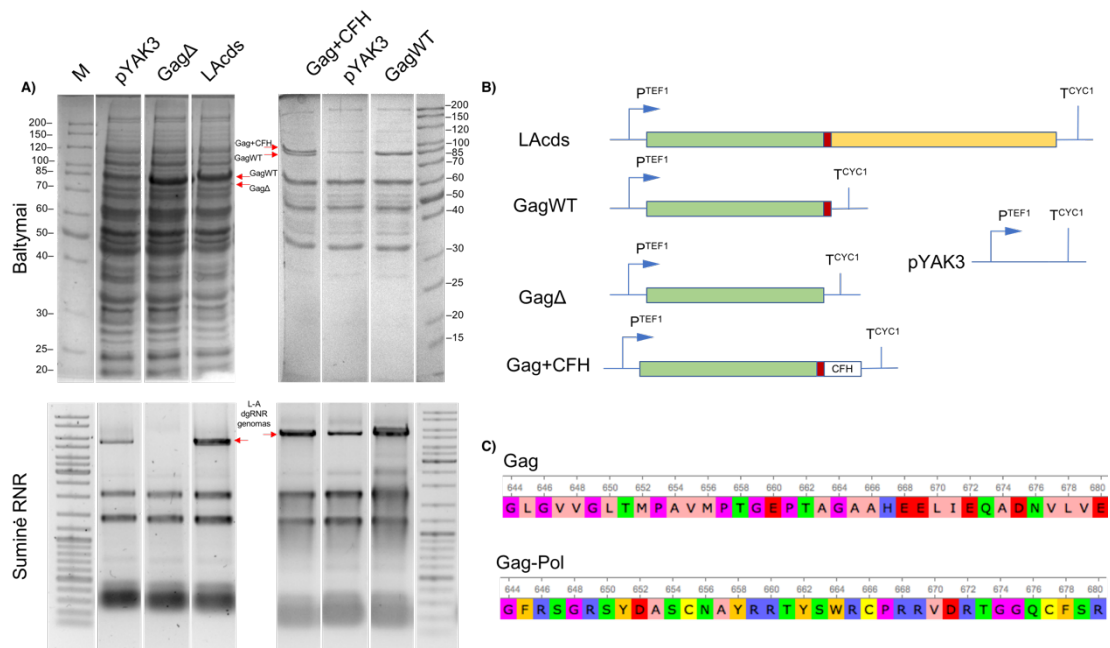 A)
M
pYAK3
GagΔ
LAcds
Gag+CFH
pYAK3
GagWT
Baltymai
200–
150–
120–
100–
85–
70–
60–
50–
40–
30–
25–
20–
Gag+CFH
GagWT
GagWT
GagΔ
–200
–150
–120
–100
–85
–70
–60
–50
–40
–30
–25
–20
–15
Suminė RNR
L-A
dgRNR
genomas
B)
LAcds
PTEF1
TCYC1
GagWT
PTEF1
TCYC1
pYAK3
PTEF1
TCYC1
GagΔ
PTEF1
TCYC1
Gag+CFH
PTEF1
TCYC1
CFH
C)
Gag
644 646 648 650 652 654 656 658 660 662 664 666 668 670 672 674 676 678 680
G L G V V G L T M P A V M P T G E P T A G A A H E E L I E Q A D N V L V E
Gag-Pol
644 646 648 650 652 654 656 658 660 662 664 666 668 670 672 674 676 678 680
G F R S G R S Y D A S C N A Y R R T Y S W R C P R R V D R T G G Q C F S R